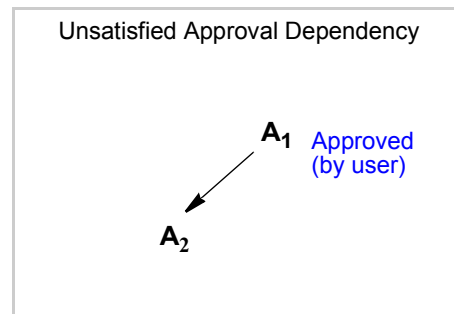 Unsatisfied Approval Dependency
A₁ Approved
(by user)
A₂